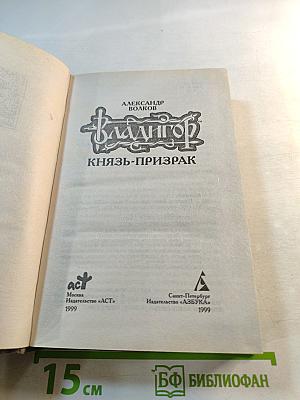 АЛЕКСАНДР
ВОЛКОВ
ВЛАДИГОР
КНЯЗЬ-ПРИЗРАК
аст
Москва
Издательство «АСТ»
1999
Санкт-Петербург
Издательство «АЗБУКА»
1999
15 см
БФ БИБЛИОФАН